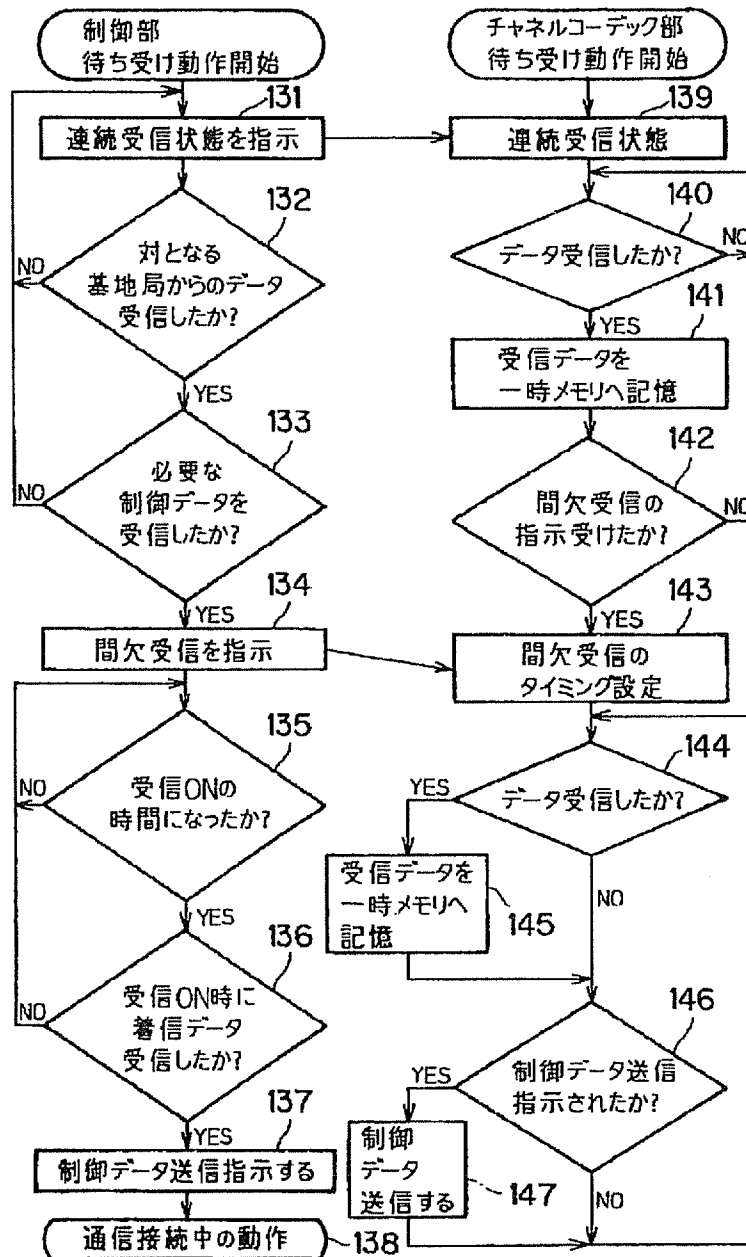 制御部
待ち受け動作開始
131
連続受信状態を指示
132
対となる
基地局からのデータ
受信したか?
NO
YES
133
必要な
制御データを
受信したか?
NO
YES
134
間欠受信を指示
135
受信ONの
時間になったか?
NO
YES
136
受信ON時に
着信データ
受信したか?
NO
YES
137
制御データ送信指示する
通信接続中の動作
138
チャネルコーデック部
待ち受け動作開始
139
連続受信状態
140
データ受信したか?
NO
YES
141
受信データを
一時メモリへ記憶
142
間欠受信の
指示受けたか?
NO
YES
143
間欠受信の
タイミング設定
144
データ受信したか?
YES
NO
受信データを
一時メモリへ
記憶
145
146
制御データ送信
指示されたか?
YES
NO
制御
データ
送信する
147